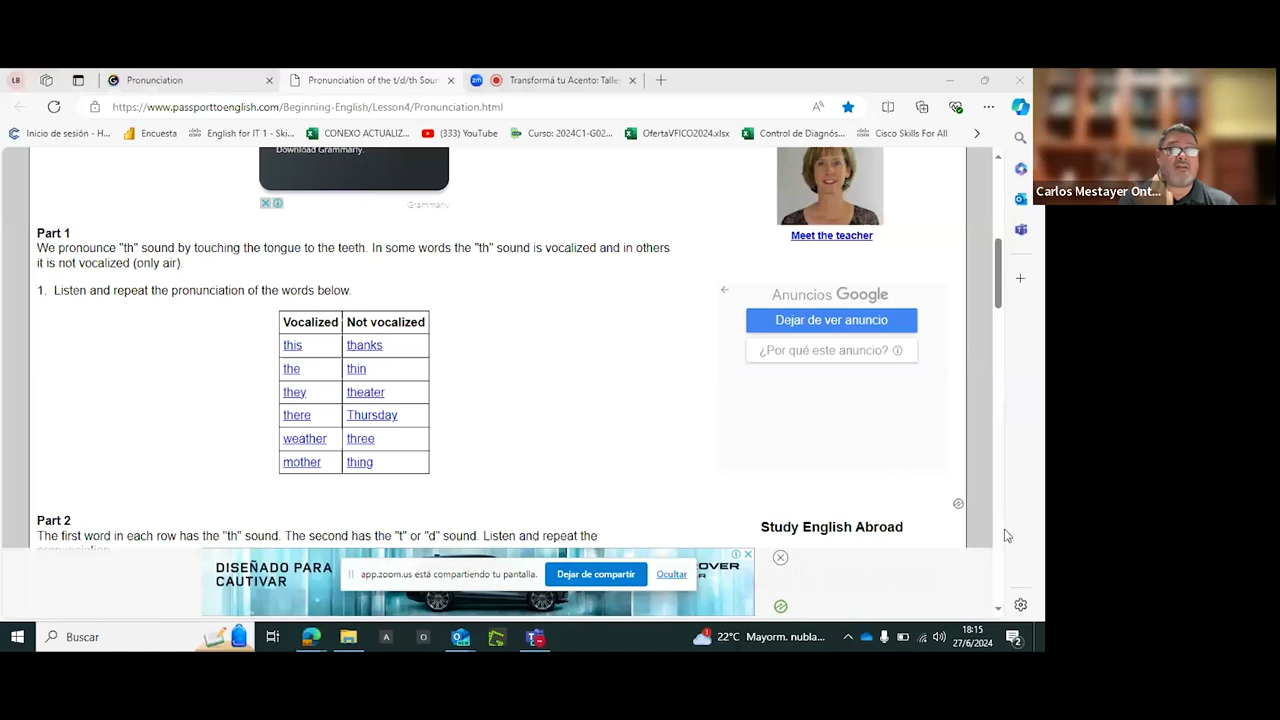 LB
Pronunciation
Pronunciation of the t/d/th Soun
zm
Transformá tu Acento: Talle
https://www.passporttoenglish.com/Beginning-English/Lesson4/Pronunciation.html
Inicio de sesión - H...
Encuesta
English for IT 1 - Ski...
CONEXO ACTUALIZ...
(333) YouTube
Curso: 2024C1-G02...
OfertaVFICO2024.xlsx
Control de Diagnós...
Cisco Skills For All
Download Grammarly.
Grammarly
Carlos Mestayer Ont...
Meet the teacher
Part 1
We pronounce "th" sound by touching the tongue to the teeth. In some words the "th" sound is vocalized and in others
it is not vocalized (only air).
1. Listen and repeat the pronunciation of the words below.
Vocalized Not vocalized
this thanks
the thin
they theater
there Thursday
weather three
mother thing
Anuncios Google
Dejar de ver anuncio
¿Por qué este anuncio?
Part 2
The first word in each row has the "th" sound. The second has the "t" or "d" sound. Listen and repeat the
pronunciation
Study English Abroad
DISEÑADO PARA
CAUTIVAR
app.zoom.us está compartiendo tu pantalla.
Dejar de compartir
Ocultar
Buscar
A
O
22°C Mayorm. nubla...
18:15
27/6/2024
2